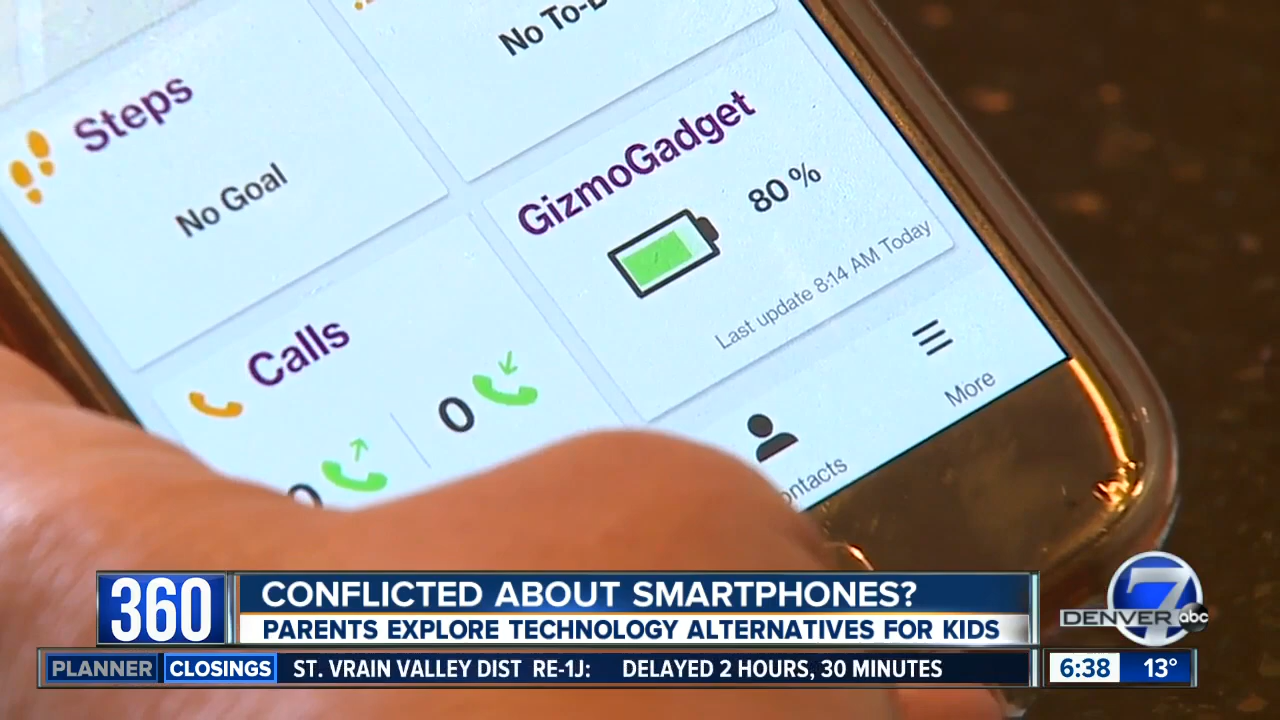 No To-D
Steps
No Goal
GizmoGadget
80 %
Last update 8:14 AM Today
Calls
0
0
More
ontacts
360
CONFLICTED ABOUT SMARTPHONES?
PARENTS EXPLORE TECHNOLOGY ALTERNATIVES FOR KIDS
7
DENVER abc
PLANNER CLOSINGS ST. VRAIN VALLEY DIST RE-1J: DELAYED 2 HOURS, 30 MINUTES
6:38 13°